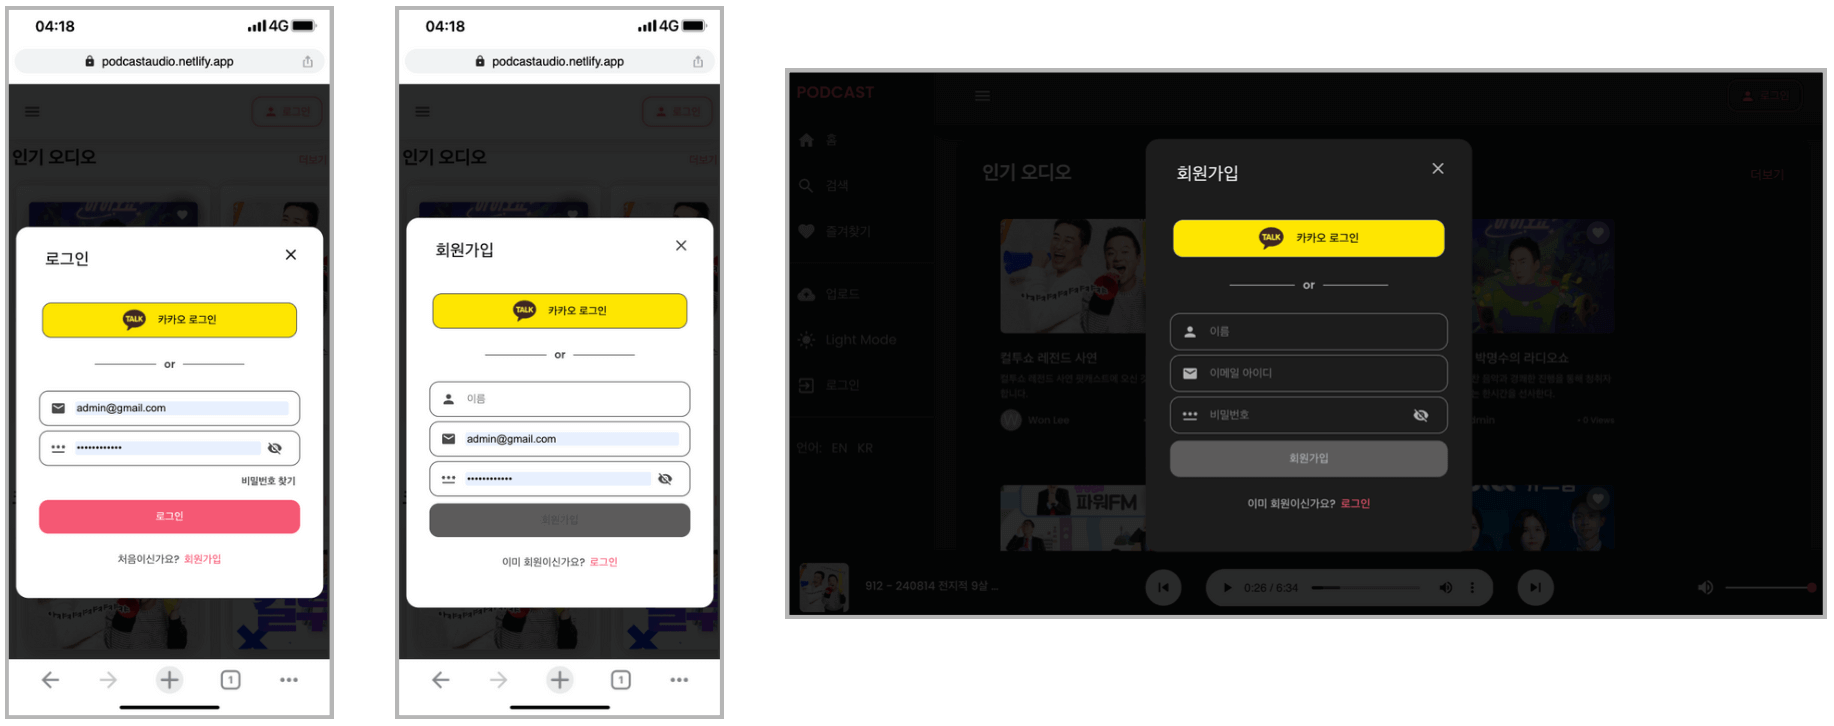 04:18
4G
podcastaudio.netlify.app
로그인
인기 오디오
더보기
로그인
TALK 카카오 로그인
or
admin@gmail.com
비밀번호 찾기
로그인
처음이신가요? 회원가입
1
04:18
4G
podcastaudio.netlify.app
로그인
인기 오디오
더보기
회원가입
TALK 카카오 로그인
or
이름
admin@gmail.com
회원가입
이미 회원이신가요? 로그인
1
PODCAST
로그인
홈
검색
즐겨찾기
업로드
Light Mode
로그인
언어: EN KR
인기 오디오
더보기
컬투쇼 레전드 사연
합니다.
Won Lee
박명수의 라디오쇼
0 Views
파워FM
회원가입
TALK 카카오 로그인
or
이름
이메일 아이디
비밀번호
회원가입
이미 회원이신가요? 로그인
912 - 240814 전지적 9살 ...
0:26 / 6:34